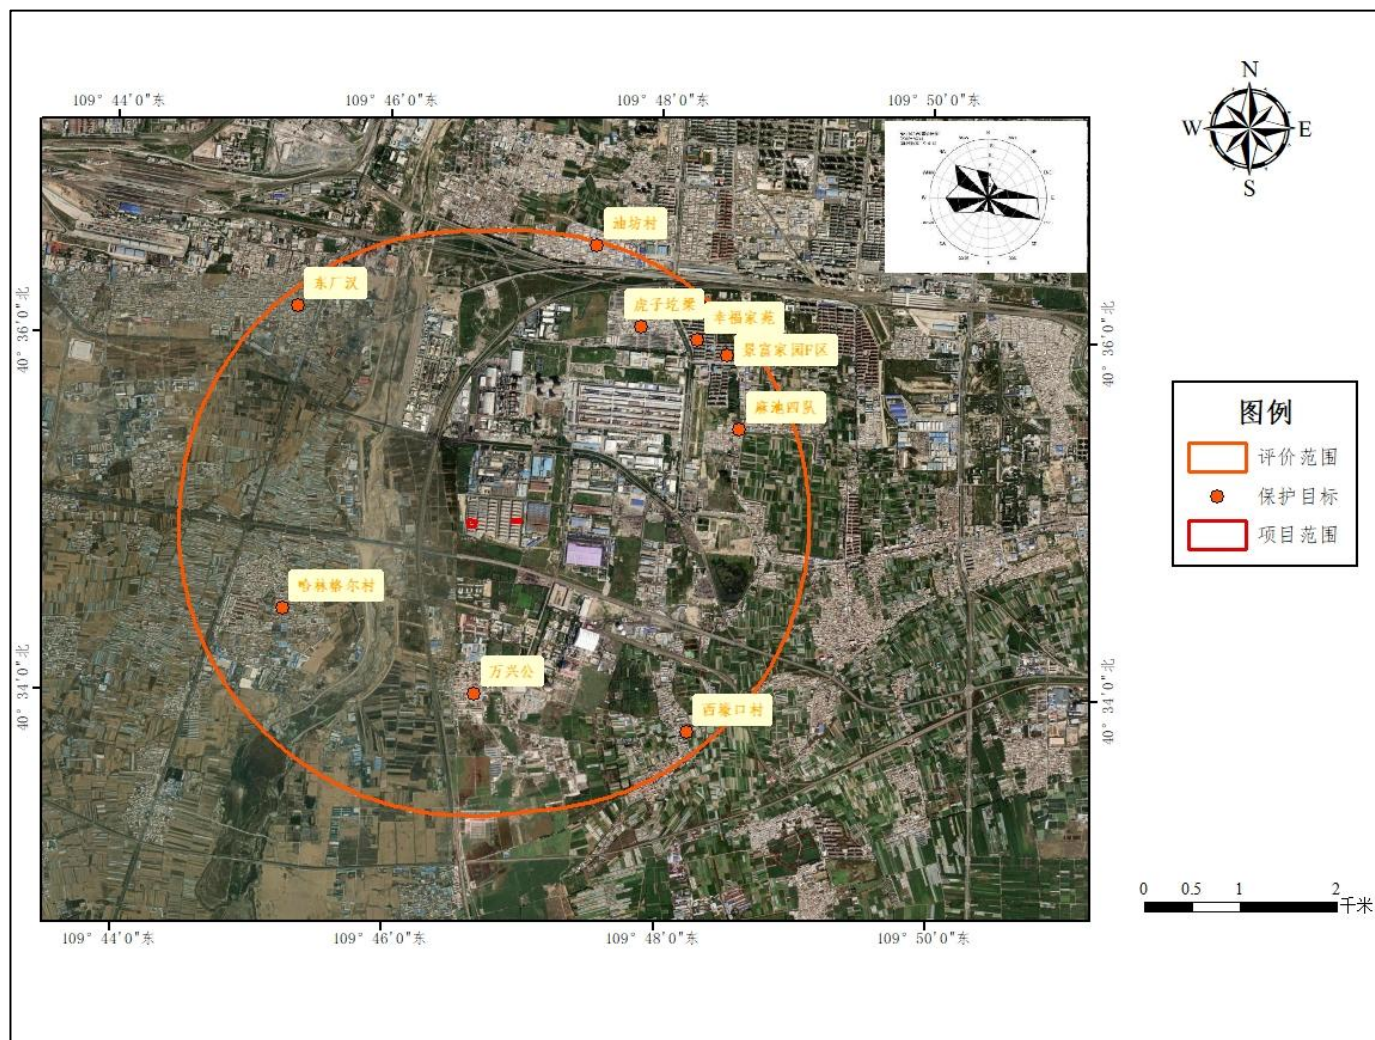 N
W E
S
109° 44'0"东
109° 46'0"东
109° 48'0"东
109° 50'0"东
油坊村
东厂汉
虎子圪梁
幸福家苑
景富家园F区
麻池四队
哈林格尔村
万兴公
西壕口村
40° 36'0"北
40° 34'0"北
40° 36'0"北
40° 34'0"北
109° 44'0"东
109° 46'0"东
109° 48'0"东
109° 50'0"东
图例
评价范围
保护目标
项目范围
0 0.5 1 2
千米